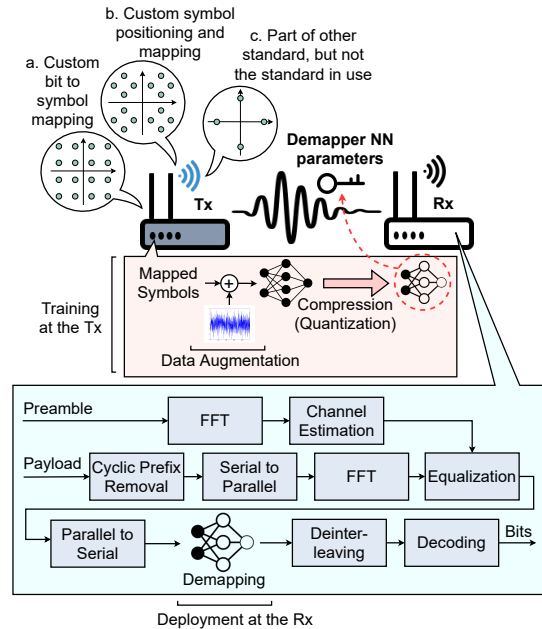 b. Custom symbol
positioning and
mapping
c. Part of other
standard, but not
the standard in use
a. Custom
bit to
symbol
mapping
Demapper NN
parameters
Tx
Rx
Training
at the Tx
Mapped
Symbols
+
Compression
(Quantization)
Data Augmentation
Preamble
FFT
Channel
Estimation
Payload
Cyclic Prefix
Removal
Serial to
Parallel
FFT
Equalization
Parallel to
Serial
Demapping
Deinter-
leaving
Decoding
Bits
Deployment at the Rx